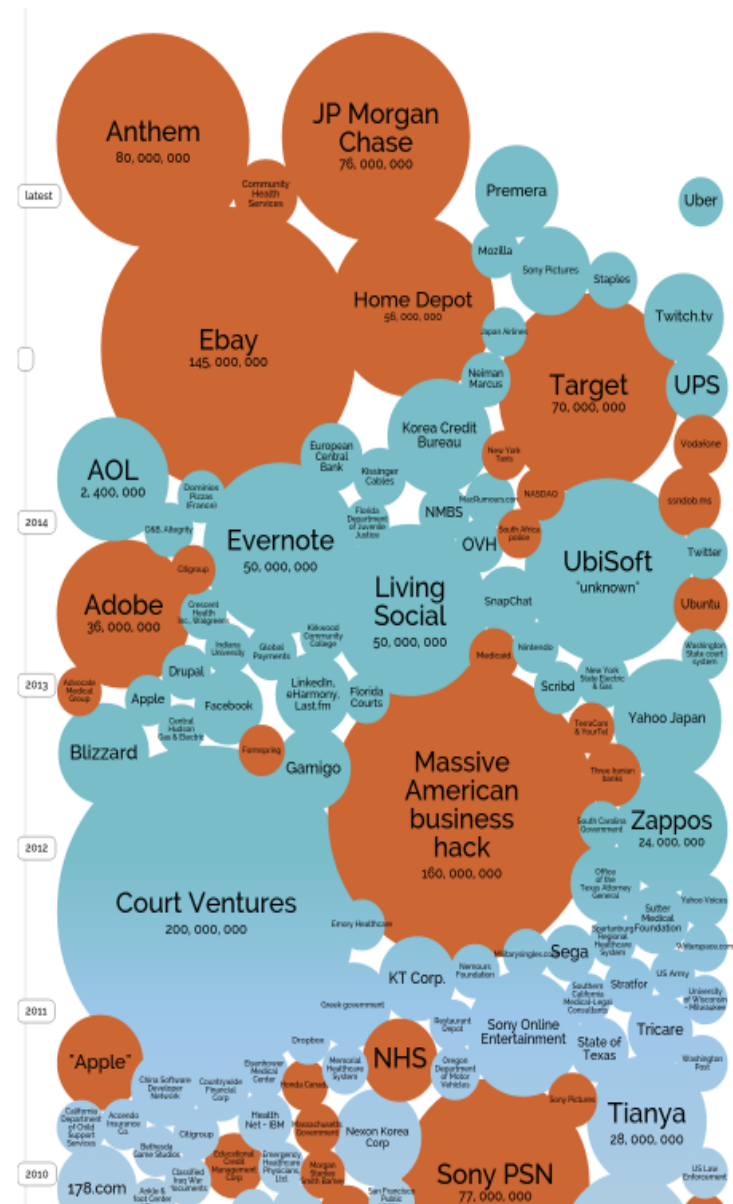 Anthem
80, 000, 000
JP Morgan
Chase
76, 000, 000
Community
Health
Services
latest
Premera
Uber
Mozilla
Sony Pictures
Staples
Home Depot
56, 000, 000
Twitch.tv
Japan Airlines
Ebay
145, 000, 000
Neiman
Marcus
Target
70, 000, 000
UPS
Korea Credit
Bureau
European
Central
Bank
New York
Taxis
Vodafone
AOL
2, 400, 000
Kissinger
Cables
Dominios
Pizzas
(France)
MacRumours.com
NASDAQ
ssndob.ms
2014
NMBS
Florida
Department
of Juvenile
Justice
D&B, Altegrity
South Africa
police
Evernote
50, 000, 000
OVH
UbiSoft
"unknown"
Twitter
Citigroup
Living
Social
50, 000, 000
Adobe
36, 000, 000
Crescent
Health
Inc., Walgreens
SnapChat
Ubuntu
Kirkwood
Community
College
Indiana
University
Global
Payments
Medicaid
Nintendo
Washington
State court
system
2013
Advocate
Medical
Group
Drupal
Apple
Facebook
LinkedIn,
eHarmony,
Last.fm
Florida
Courts
Scribd
New York
State Electric
& Gas
Central
Hudson
Gas & Electric
TerraCom
& YourTel
Yahoo Japan
Blizzard
Formspring
Gamigo
Massive
American
business
hack
160, 000, 000
Three Iranian
banks
2012
South Carolina
Government
Zappos
24, 000, 000
Office
of the
Texas Attorney
General
Court Ventures
200, 000, 000
Emory Healthcare
Yahoo Voices
Sutter
Medical
Foundation
Spartanburg
Regional
Healthcare
System
Militarysingles.com
Sega
Writerspace.com
KT Corp.
Nemours
Foundation
US Army
Stratfor
Southern
California
Medical-Legal
Consultants
University
of Wisconsin
- Milwaukee
2011
Greek government
Restaurant
Depot
Sony Online
Entertainment
Tricare
State of
Texas
Dropbox
"Apple"
NHS
Eisenhower
Medical
Center
Memorial
Healthcare
System
Oregon
Department
of Motor
Vehicles
Washington
Post
China Software
Developer
Network
Countrywide
Financial
Corp
Honda Canada
Sony Pictures
California
Department
of Child
Support
Services
Accendo
Insurance
Co.
Health
Net - IBM
Massachusetts
Government
Nexon Korea
Corp
Tianya
28, 000, 000
Citigroup
Bethesda
Game Studios
Educational
Credit
Management
Corp
Emergency
Healthcare
Physicians,
Ltd.
Morgan
Stanley
Smith Barney
2010
178.com
Classified
Iraq War
documents
Ankle &
foot Center
San Francisco
Public
Sony PSN
77, 000, 000
US Law
Enforcement